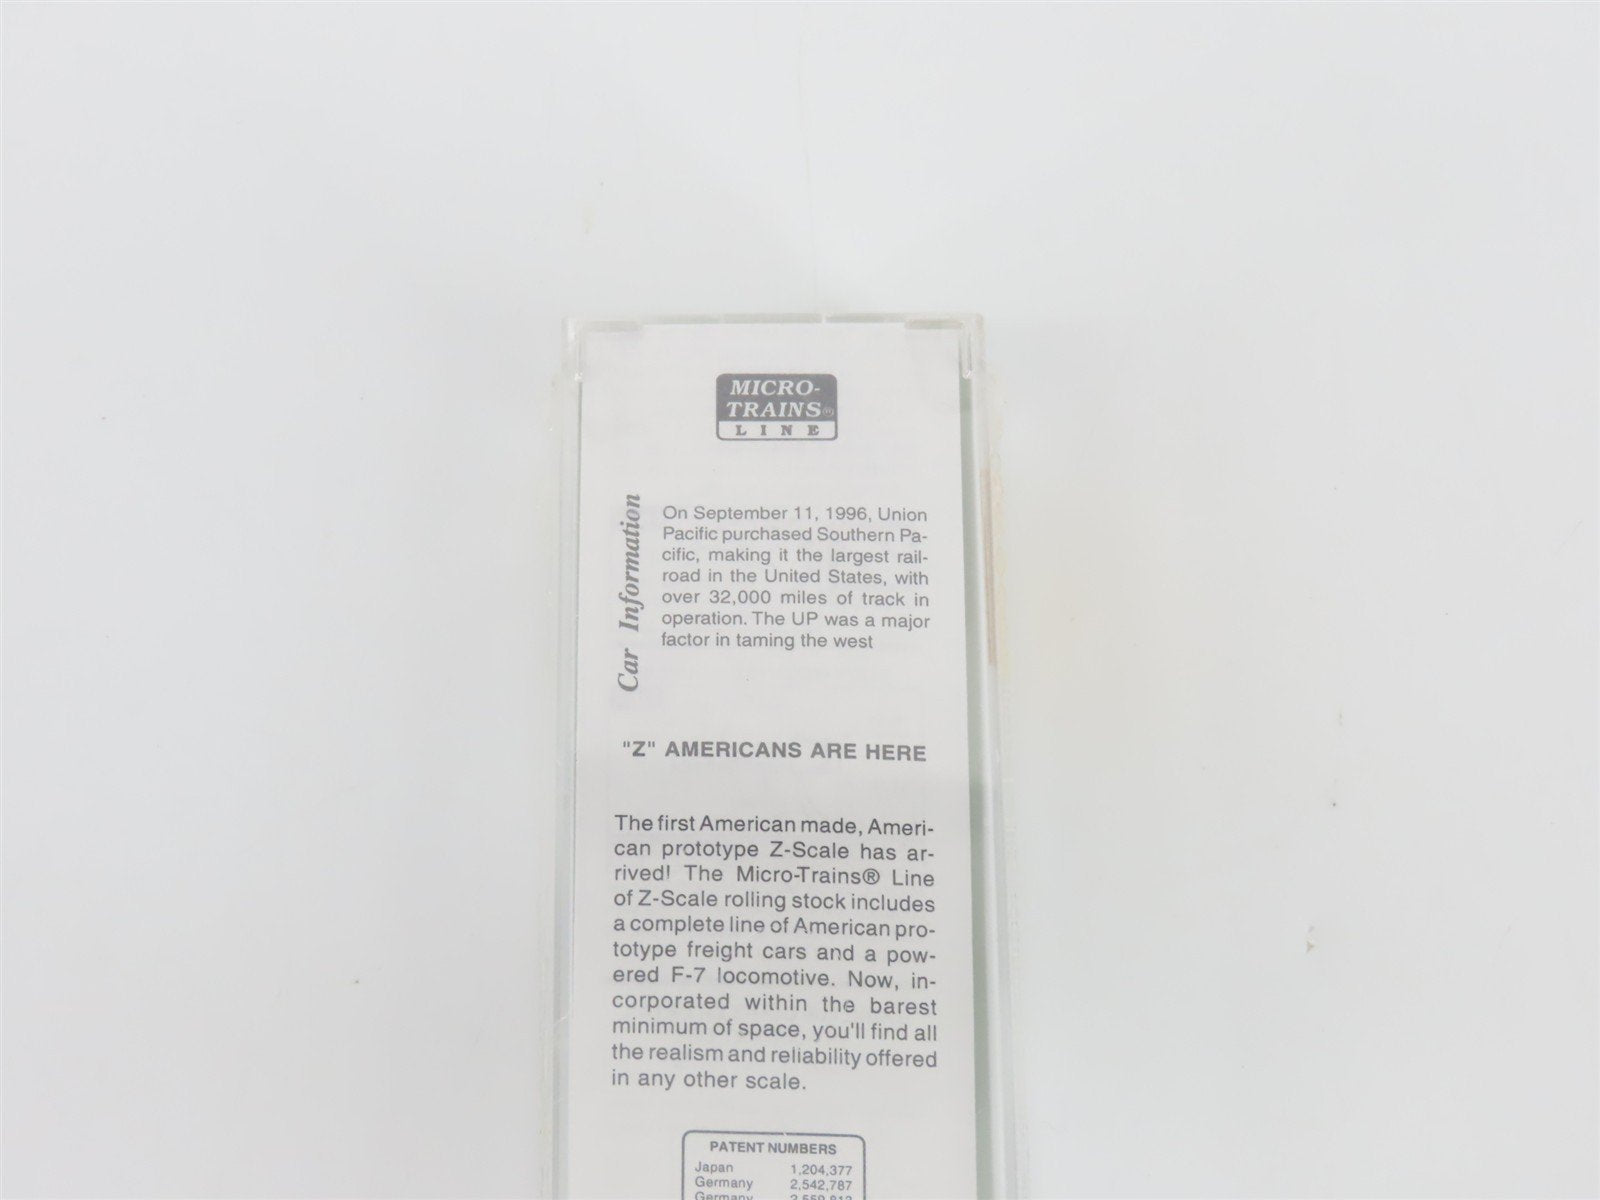 MICRO-
TRAINS®
LINE
Car Information
On September 11, 1996, Union
Pacific purchased Southern Pa-
cific, making it the largest rail-
road in the United States, with
over 32,000 miles of track in
operation. The UP was a major
factor in taming the west
"Z" AMERICANS ARE HERE
The first American made, Ameri-
can prototype Z-Scale has ar-
rived! The Micro-Trains® Line
of Z-Scale rolling stock includes
a complete line of American pro-
totype freight cars and a pow-
ered F-7 locomotive. Now, in-
corporated within the barest
minimum of space, you'll find all
the realism and reliability offered
in any other scale.
PATENT NUMBERS
Japan 1,204,377
Germany 2,542,787
Germany